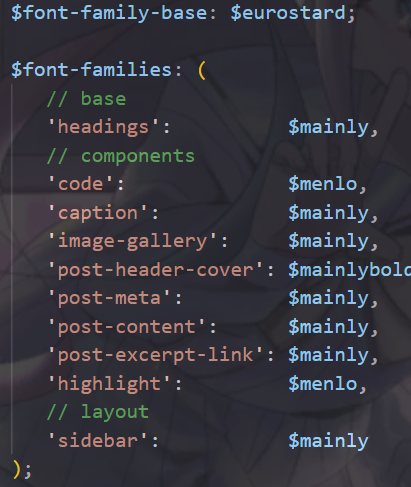 $font-family-base: $eurostard;
$font-families: (
// base
'headings': $mainly,
// components
'code': $menlo,
'caption': $mainly,
'image-gallery': $mainly,
'post-header-cover': $mainlybold
'post-meta': $mainly,
'post-content': $mainly,
'post-excerpt-link': $mainly,
'highlight': $menlo,
// layout
'sidebar': $mainly
);